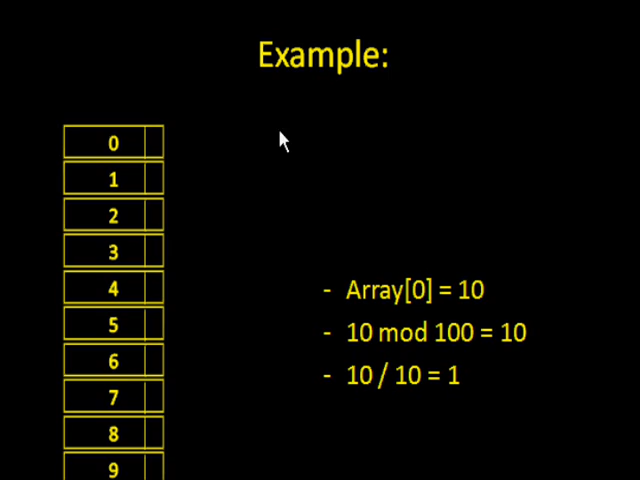 Example:
0
1
2
3
4
5
6
7
8
9
- Array[0] = 10
- 10 mod 100 = 10
- 10 / 10 = 1